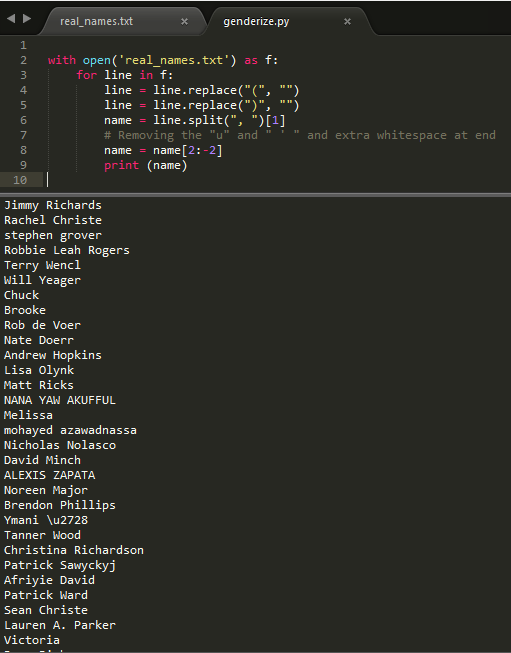 real_names.txt × genderize.py ×
1
2 with open('real_names.txt') as f:
3 for line in f:
4 line = line.replace("(", "")
5 line = line.replace(")", "")
6 name = line.split(", ")[1]
7 # Removing the "u" and " ' " and extra whitespace at end
8 name = name[2:-2]
9 print (name)
10
Jimmy Richards
Rachel Christe
stephen grover
Robbie Leah Rogers
Terry Wencl
Will Yeager
Chuck
Brooke
Rob de Voer
Nate Doerr
Andrew Hopkins
Lisa Olynk
Matt Ricks
NANA YAW AKUFFUL
Melissa
mohayed azawadnassa
Nicholas Nolasco
David Minch
ALEXIS ZAPATA
Noreen Major
Brendon Phillips
Ymani \u2728
Tanner Wood
Christina Richardson
Patrick Sawyckyj
Afriyie David
Patrick Ward
Sean Christe
Lauren A. Parker
Victoria